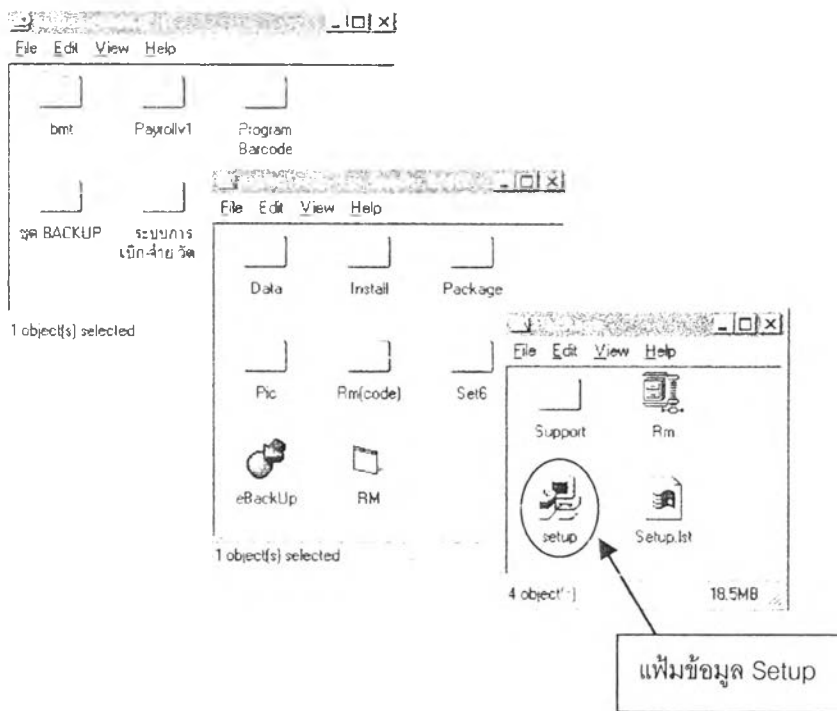 File Edit View Help
bmt Payrollv1 Program
Barcode
ชุด BACKUP ระบบการ
เบิก-จ่าย วัต
1 object(s) selected
File Edit View Help
Data Install Package
Pic Rm(code) Set6
eBackUp RM
1 object(s) selected
File Edit View Help
Support Rm
setup Setup.lst
4 object 18.5MB
แฟ้มข้อมูล Setup